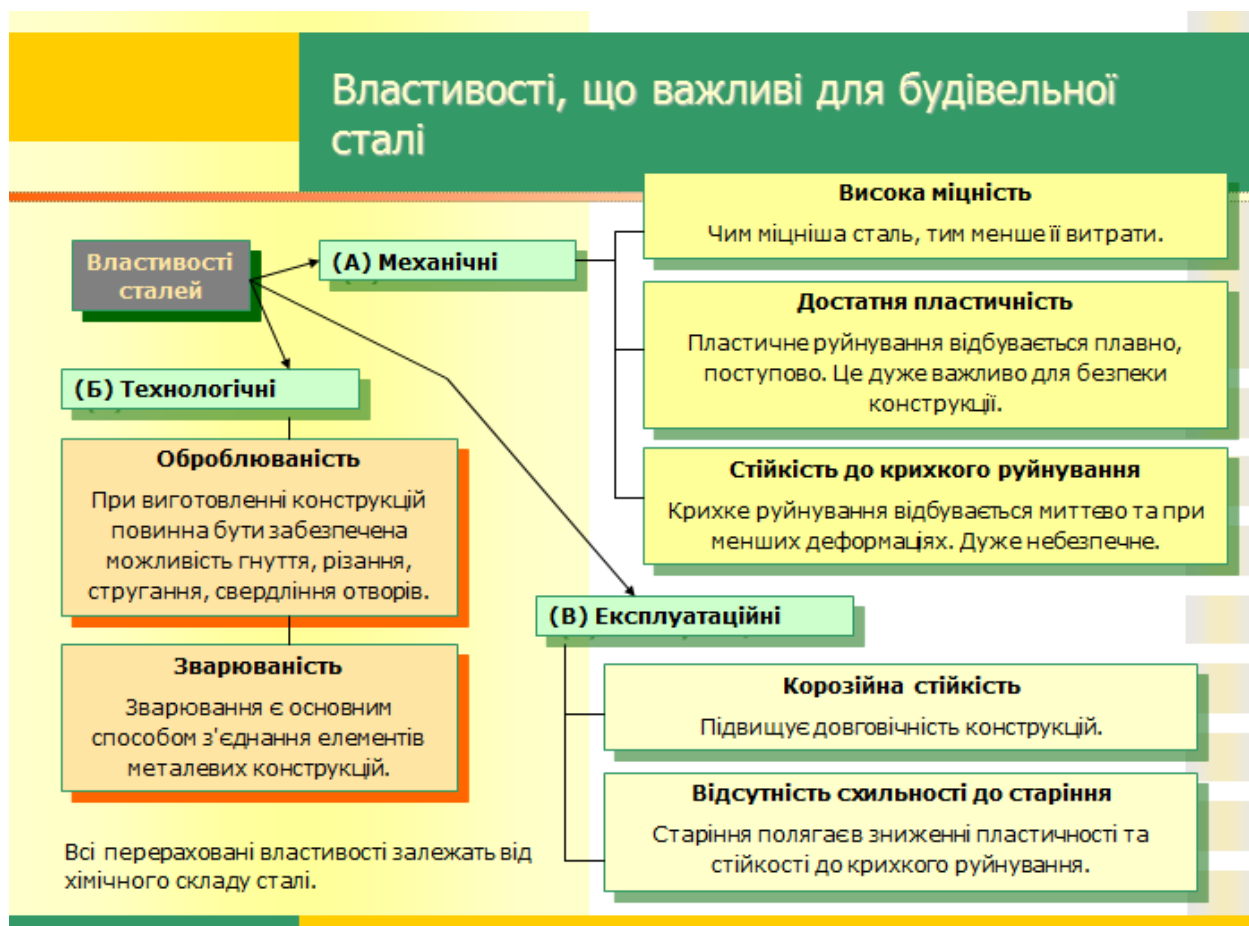 Властивості, що важливі для будівельної
сталі
Властивості
сталей
(А) Механічні
Висока міцність
Чим міцніша сталь, тим менше її витрати.
Достатня пластичність
Пластичне руйнування відбувається плавно,
поступово. Це дуже важливо для безпеки
конструкції.
Стійкість до крихкого руйнування
Крихке руйнування відбувається миттєво та при
менших деформаціях. Дуже небезпечне.
(Б) Технологічні
Оброблюваність
При виготовленні конструкцій
повинна бути забезпечена
можливість гнуття, різання,
стругання, свердління отворів.
Зварюваність
Зварювання є основним
способом з'єднання елементів
металевих конструкцій.
(В) Експлуатаційні
Корозійна стійкість
Підвищує довговічність конструкцій.
Відсутність схильності до старіння
Старіння полягає в зниженні пластичності та
стійкості до крихкого руйнування.
Всі перераховані властивості залежать від
хімічного складу сталі.